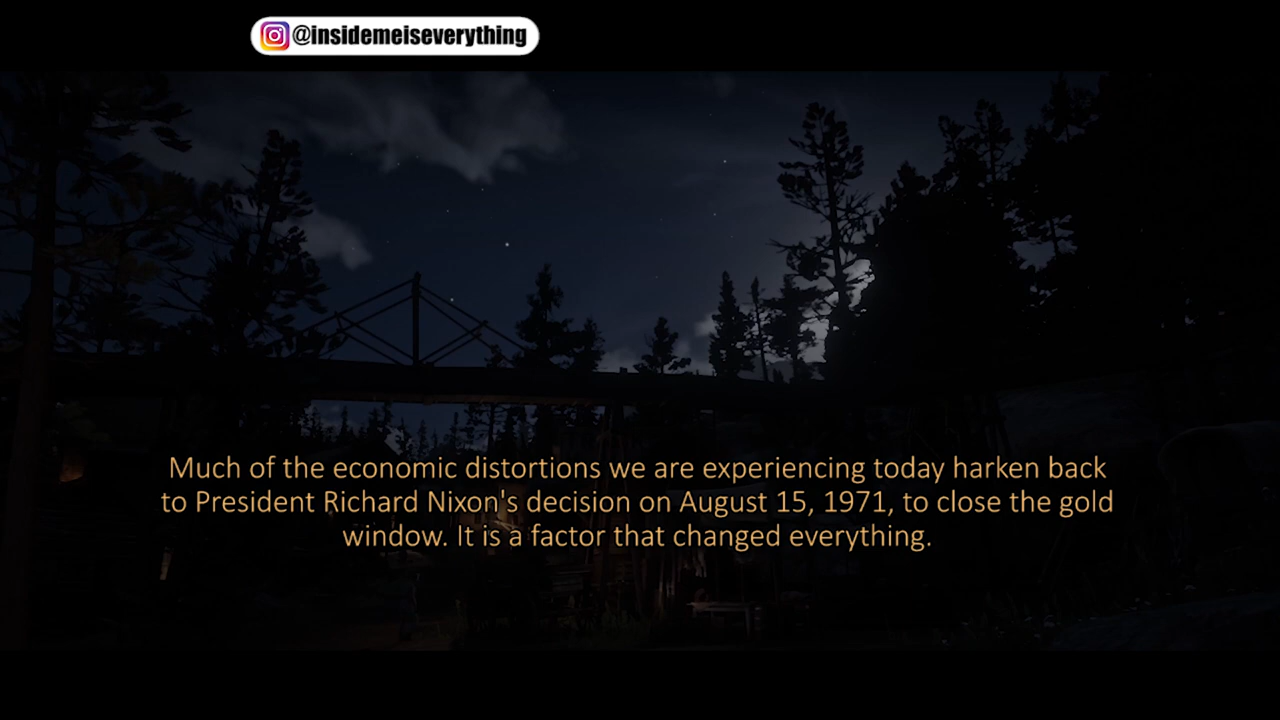 @insidemeiseverything
Much of the economic distortions we are experiencing today harken back
to President Richard Nixon's decision on August 15, 1971, to close the gold
window. It is a factor that changed everything.